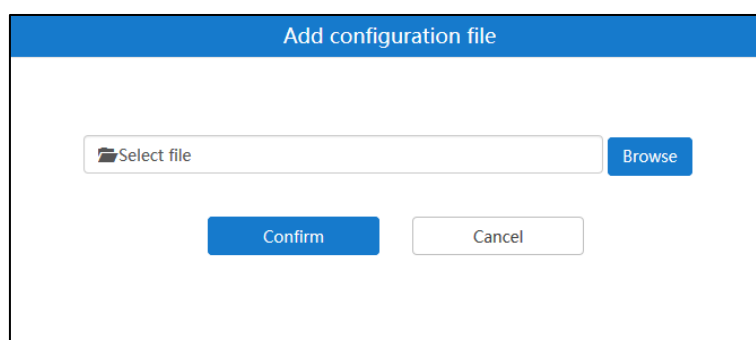 Add configuration file
Select file
Browse
Confirm
Cancel